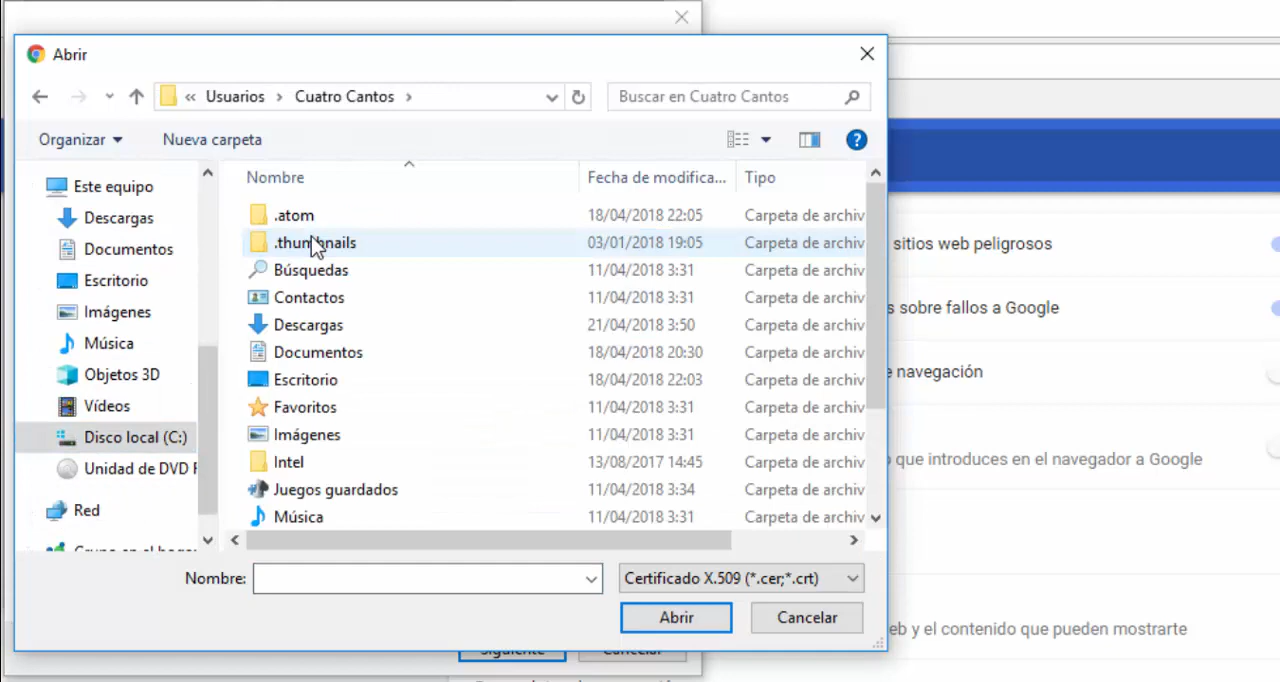 Abrir
« Usuarios › Cuatro Cantos ›
Buscar en Cuatro Cantos
Organizar
Nueva carpeta
?
Este equipo
Descargas
Documentos
Escritorio
Imágenes
Música
Objetos 3D
Vídeos
Disco local (C:)
Unidad de DVD
Red
Nombre Fecha de modifica... Tipo
.atom 18/04/2018 22:05 Carpeta de archiv
.thumbnails 03/01/2018 19:05 Carpeta de archiv
Búsquedas 11/04/2018 3:31 Carpeta de archiv
Contactos 11/04/2018 3:31 Carpeta de archiv
Descargas 21/04/2018 3:50 Carpeta de archiv
Documentos 18/04/2018 20:30 Carpeta de archiv
Escritorio 18/04/2018 22:03 Carpeta de archiv
Favoritos 11/04/2018 3:31 Carpeta de archiv
Imágenes 11/04/2018 3:31 Carpeta de archiv
Intel 13/08/2017 14:45 Carpeta de archiv
Juegos guardados 11/04/2018 3:34 Carpeta de archiv
Música 11/04/2018 3:31 Carpeta de archiv
Nombre:
Certificado X.509 (*.cer;*.crt)
Abrir
Cancelar
Siguiente
Cancelar
sitios web peligrosos
s sobre fallos a Google
e navegación
que introduces en el navegador a Google
eb y el contenido que pueden mostrarte